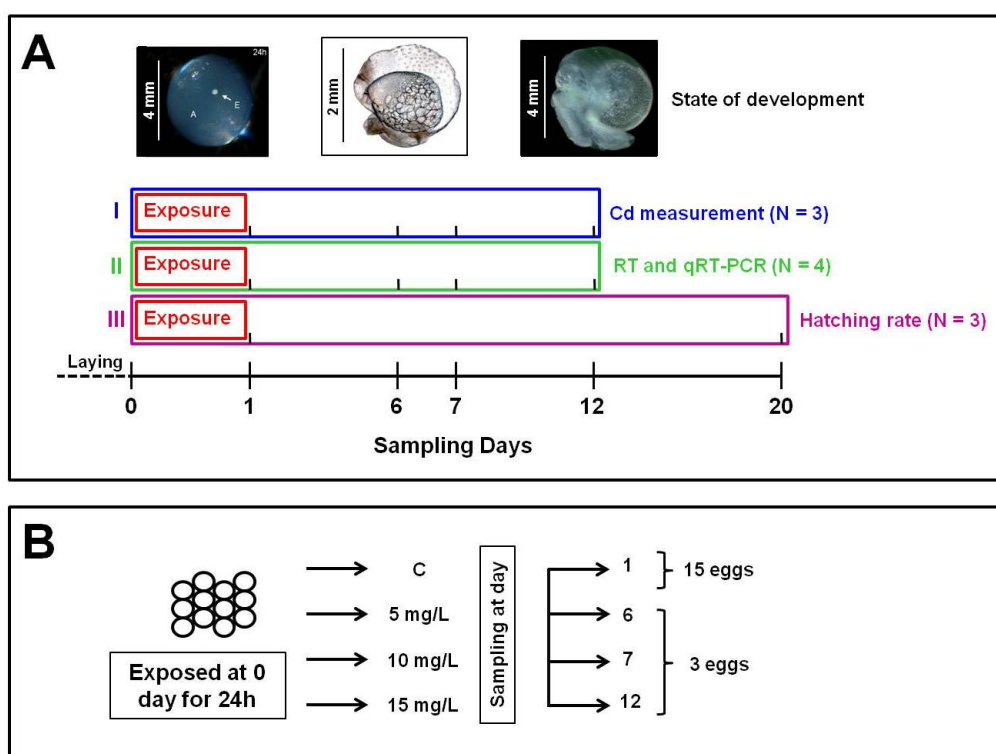 A
24h
4 mm
A
E
2 mm
4 mm
State of development
I
Exposure
Cd measurement (N = 3)
II
Exposure
RT and qRT-PCR (N = 4)
III
Exposure
Hatching rate (N = 3)
Laying
0 1 6 7 12 20
Sampling Days
B
Exposed at 0
day for 24h
C
5 mg/L
10 mg/L
15 mg/L
Sampling at day
1
6
7
12
15 eggs
3 eggs